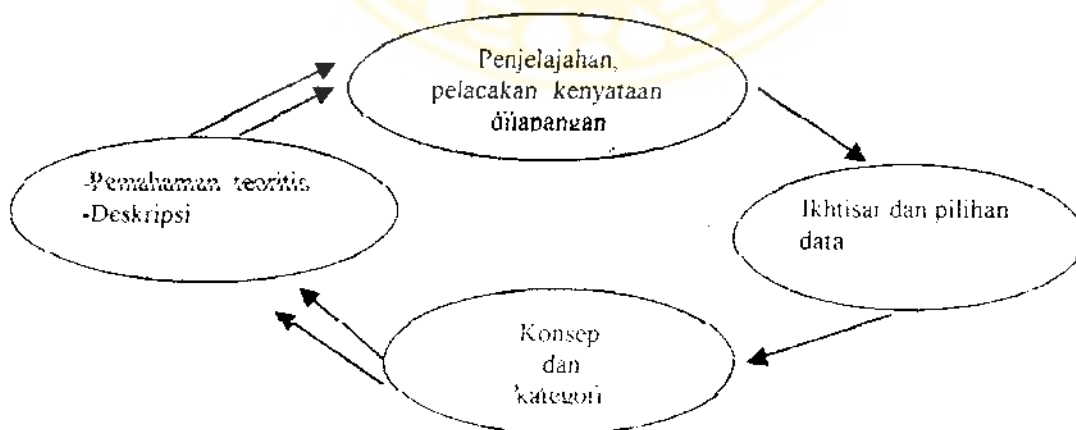 Penjelajahan,
pelacakan kenyataan
dilapangan
-Pemahaman teoritis
-Deskripsi
Ikhtisar dan pilihan
data
Konsep
dan
kategori